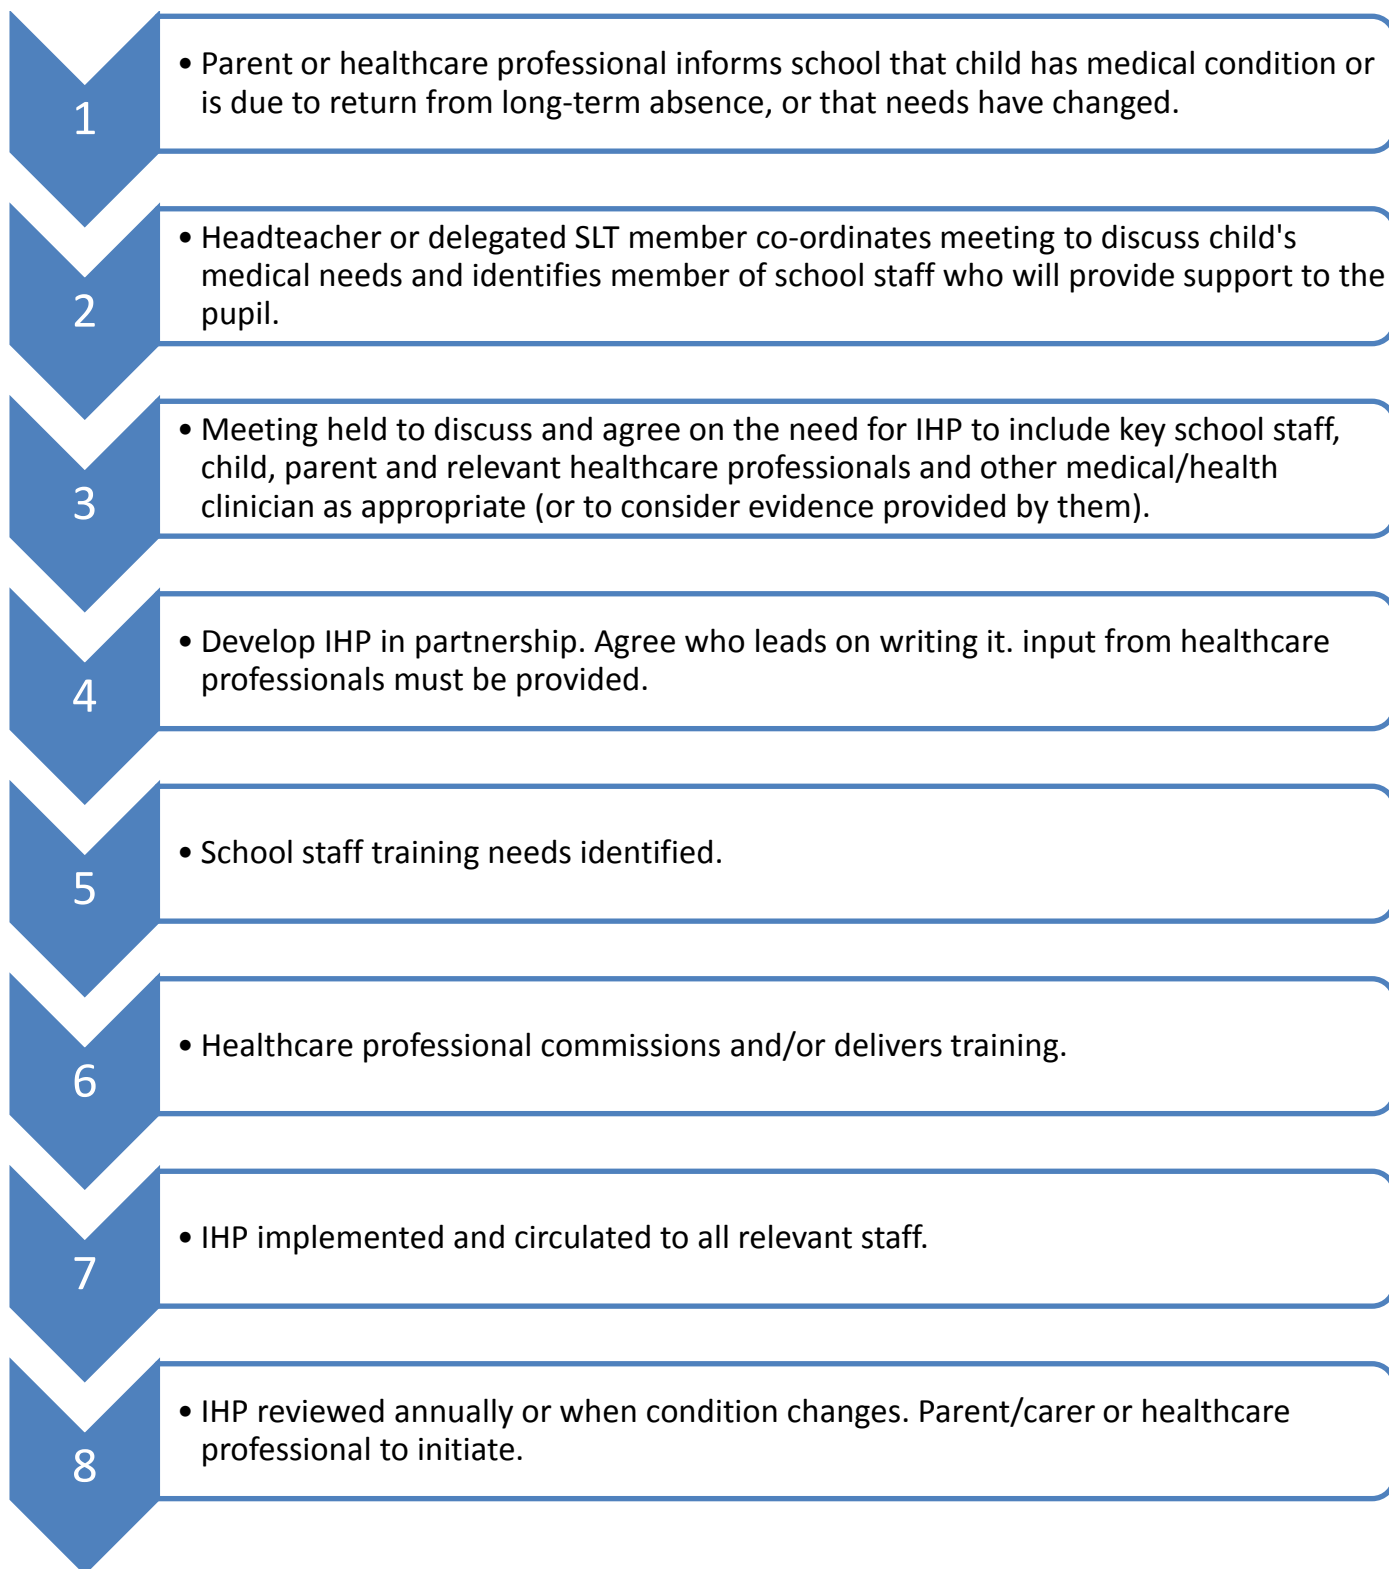 1
• Parent or healthcare professional informs school that child has medical condition or
is due to return from long-term absence, or that needs have changed.
2
• Headteacher or delegated SLT member co-ordinates meeting to discuss child's
medical needs and identifies member of school staff who will provide support to the
pupil.
3
• Meeting held to discuss and agree on the need for IHP to include key school staff,
child, parent and relevant healthcare professionals and other medical/health
clinician as appropriate (or to consider evidence provided by them).
4
• Develop IHP in partnership. Agree who leads on writing it. input from healthcare
professionals must be provided.
5
• School staff training needs identified.
6
• Healthcare professional commissions and/or delivers training.
7
• IHP implemented and circulated to all relevant staff.
8
• IHP reviewed annually or when condition changes. Parent/carer or healthcare
professional to initiate.